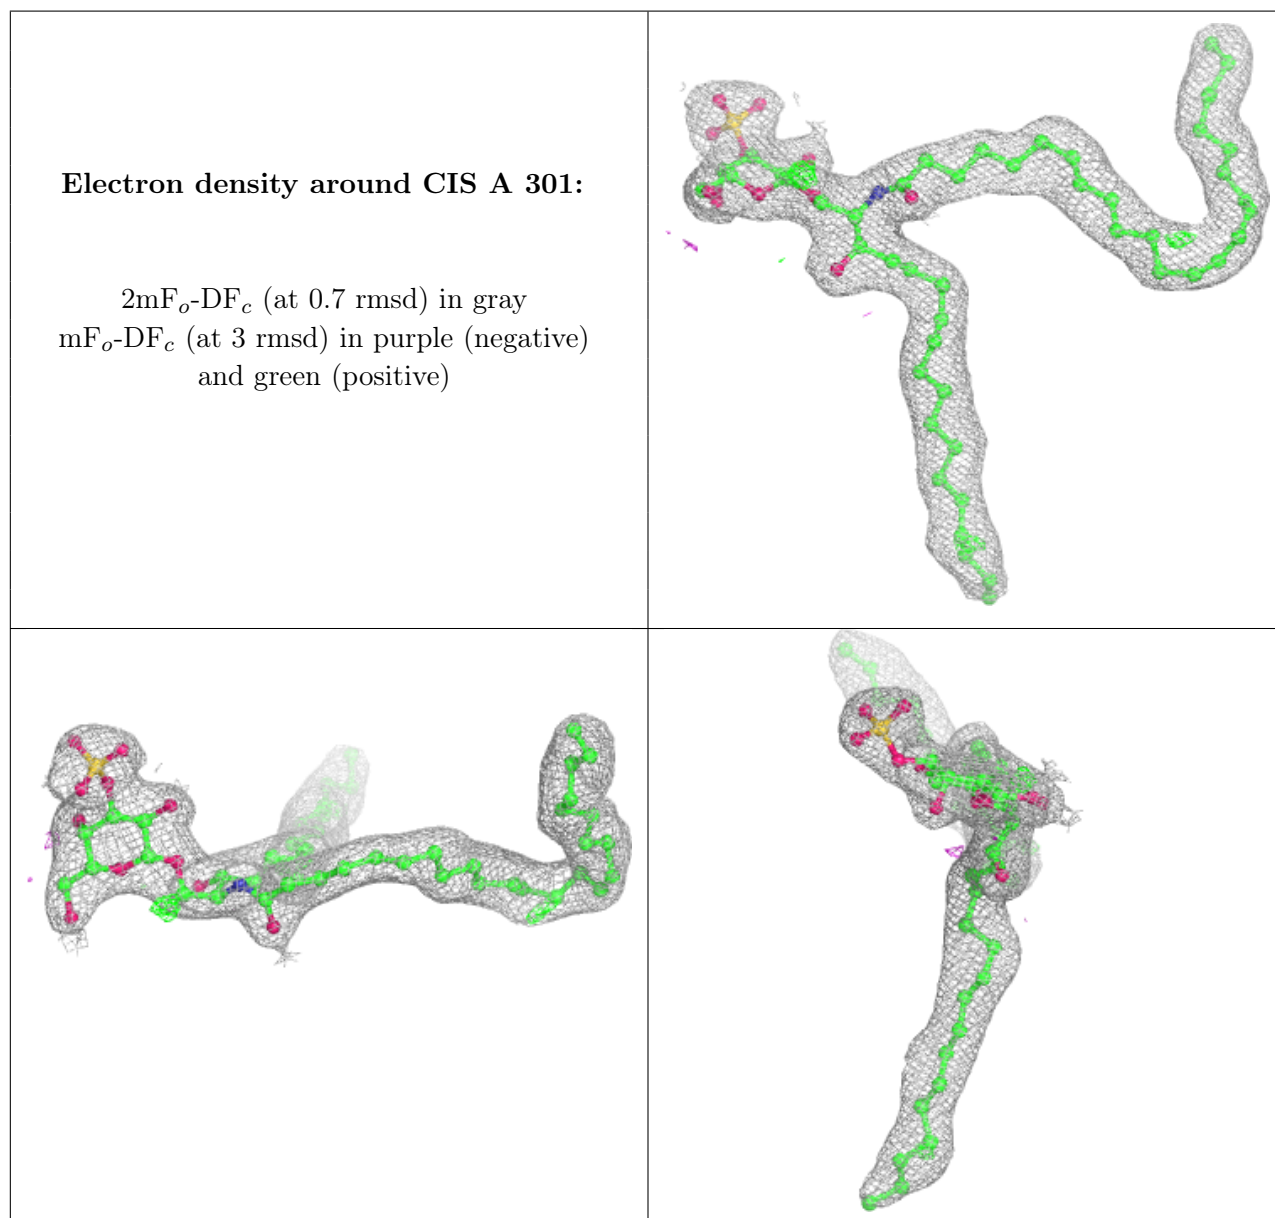 Electron density around CIS A 301:
2mFₒ-DF𝑐 (at 0.7 rmsd) in gray
mFₒ-DF𝑐 (at 3 rmsd) in purple (negative)
and green (positive)